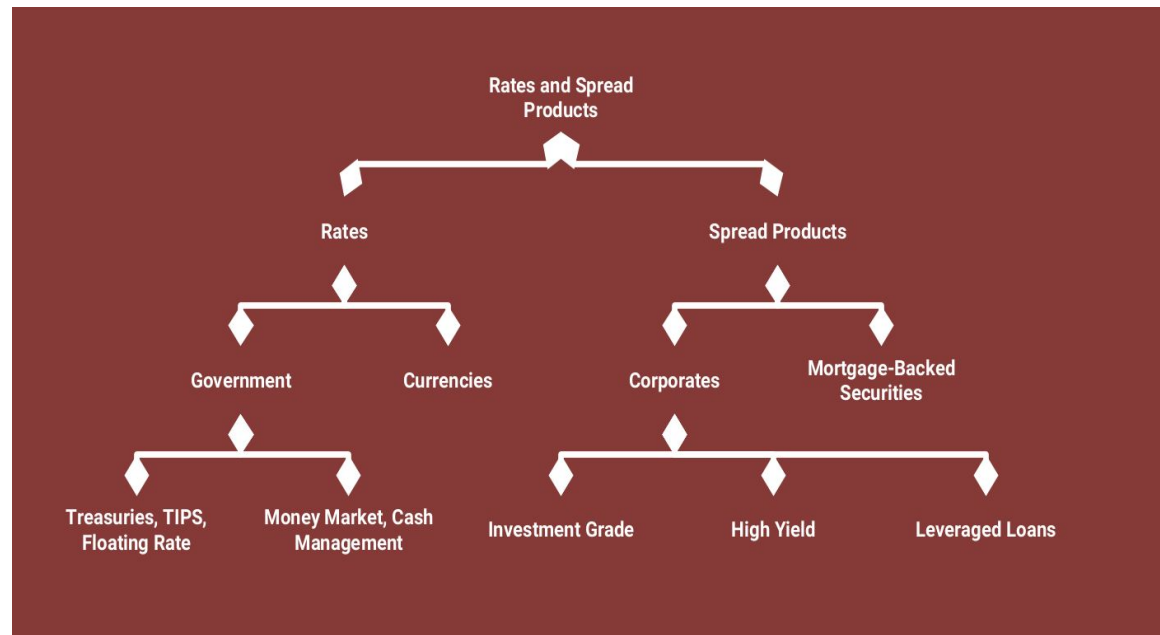 Rates and Spread
Products
Rates
Spread Products
Government
Currencies
Corporates
Mortgage-Backed
Securities
Treasuries, TIPS,
Floating Rate
Money Market, Cash
Management
Investment Grade
High Yield
Leveraged Loans